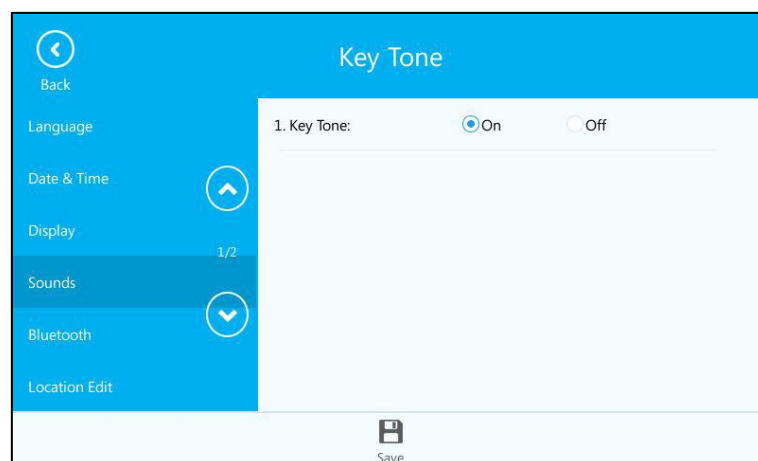 Key Tone
Back
Language
Date & Time
Display
1/2
Sounds
Bluetooth
Location Edit
1. Key Tone: On Off
Save